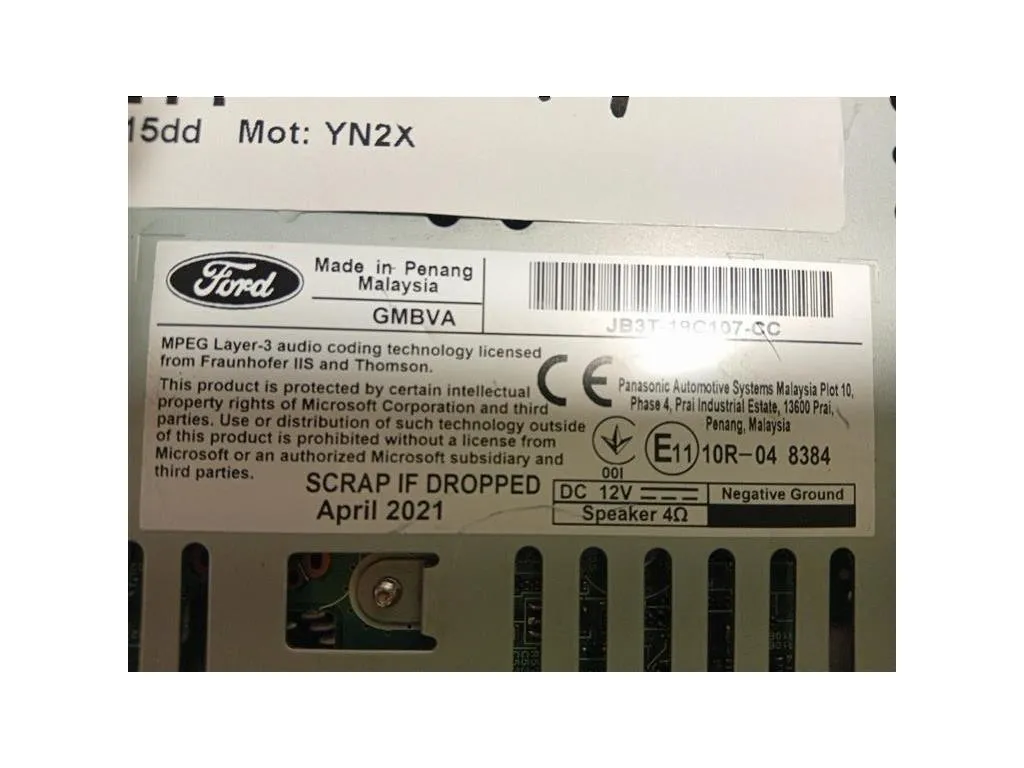 15dd Mot: YN2X
Ford
Made in Penang
Malaysia
GMBVA
JB3T-19C107-CC
MPEG Layer-3 audio coding technology licensed
from Fraunhofer IIS and Thomson.
This product is protected by certain intellectual
property rights of Microsoft Corporation and third
parties. Use or distribution of such technology outside
of this product is prohibited without a license from
Microsoft or an authorized Microsoft subsidiary and
third parties.
SCRAP IF DROPPED
April 2021
CE
Panasonic Automotive Systems Malaysia Plot 10,
Phase 4, Prai Industrial Estate, 13600 Prai,
Penang, Malaysia
001
E11 10R-04 8384
DC 12V
Negative Ground
Speaker 4Ω